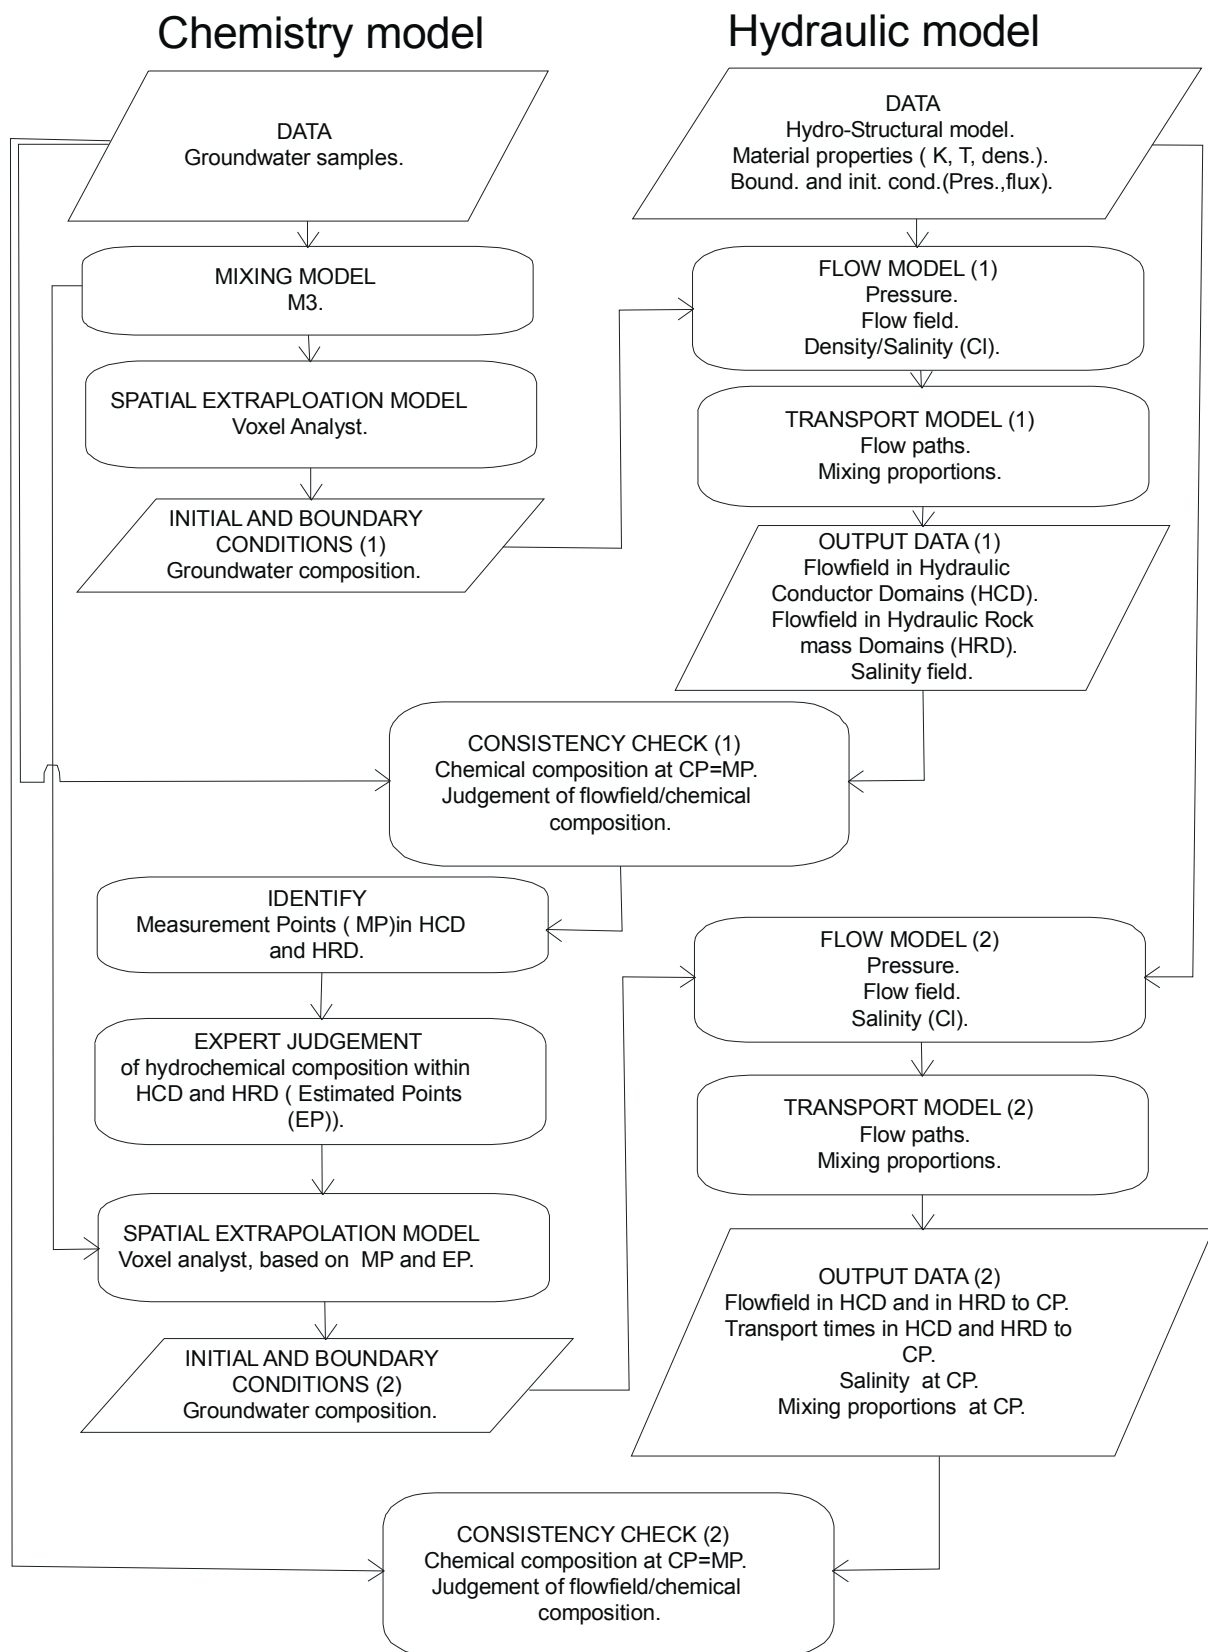 Chemistry model
Hydraulic model
DATA
Groundwater samples.
DATA
Hydro-Structural model.
Material properties ( K, T, dens.).
Bound. and init. cond.(Pres.,flux).
MIXING MODEL
M3.
FLOW MODEL (1)
Pressure.
Flow field.
Density/Salinity (Cl).
SPATIAL EXTRAPLOATION MODEL
Voxel Analyst.
TRANSPORT MODEL (1)
Flow paths.
Mixing proportions.
INITIAL AND BOUNDARY
CONDITIONS (1)
Groundwater composition.
OUTPUT DATA (1)
Flowfield in Hydraulic
Conductor Domains (HCD).
Flowfield in Hydraulic Rock
mass Domains (HRD).
Salinity field.
CONSISTENCY CHECK (1)
Chemical composition at CP=MP.
Judgement of flowfield/chemical
composition.
IDENTIFY
Measurement Points ( MP)in HCD
and HRD.
FLOW MODEL (2)
Pressure.
Flow field.
Salinity (Cl).
EXPERT JUDGEMENT
of hydrochemical composition within
HCD and HRD ( Estimated Points
(EP)).
TRANSPORT MODEL (2)
Flow paths.
Mixing proportions.
SPATIAL EXTRAPOLATION MODEL
Voxel analyst, based on  MP and EP.
OUTPUT DATA (2)
Flowfield in HCD and in HRD to CP.
Transport times in HCD and HRD to
CP.
Salinity  at CP.
Mixing proportions  at CP.
INITIAL AND BOUNDARY
CONDITIONS (2)
Groundwater composition.
CONSISTENCY CHECK (2)
Chemical composition at CP=MP.
Judgement of flowfield/chemical
composition.